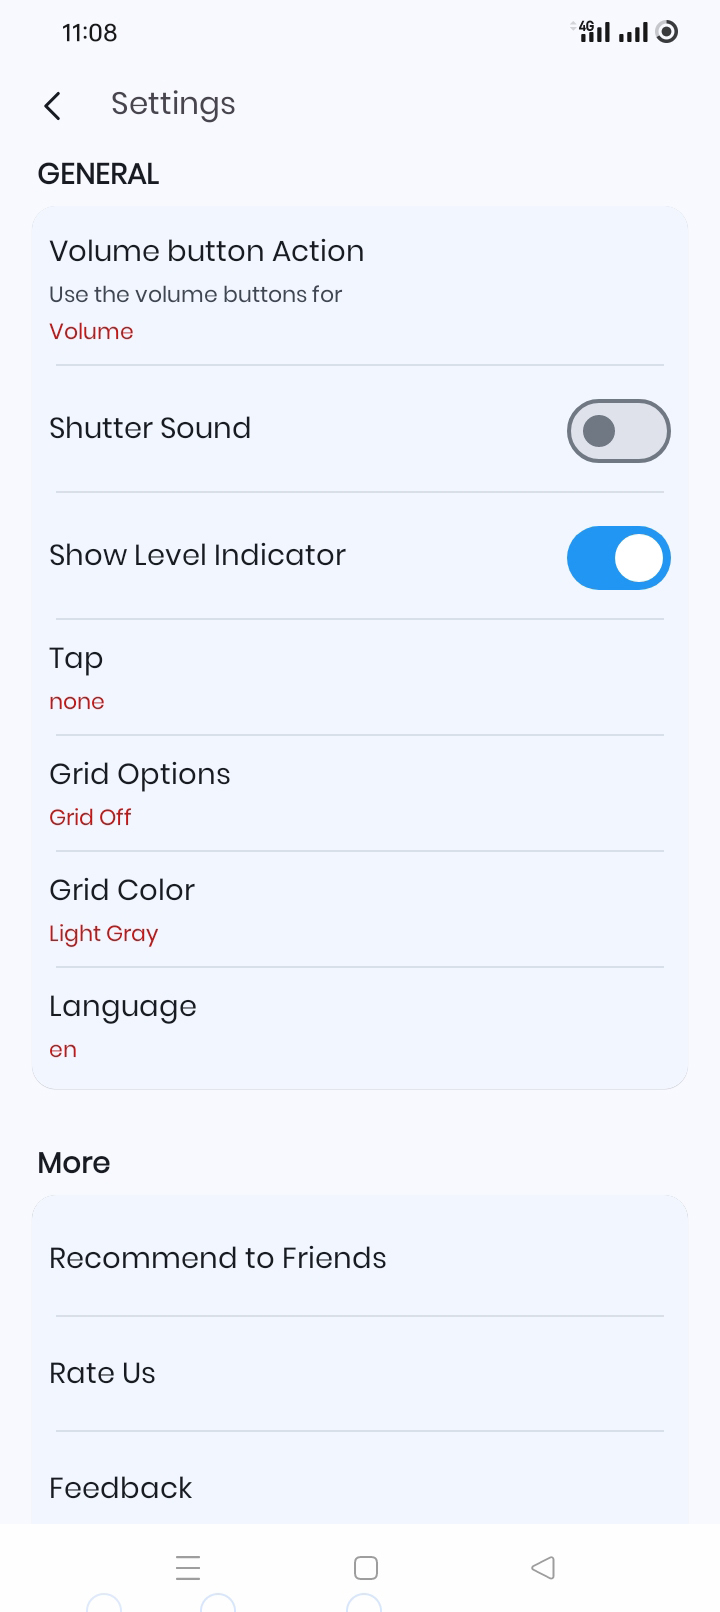 11:08
4G
Settings
GENERAL
Volume button Action
Use the volume buttons for
Volume
Shutter Sound
Show Level Indicator
Tap
none
Grid Options
Grid Off
Grid Color
Light Gray
Language
en
More
Recommend to Friends
Rate Us
Feedback